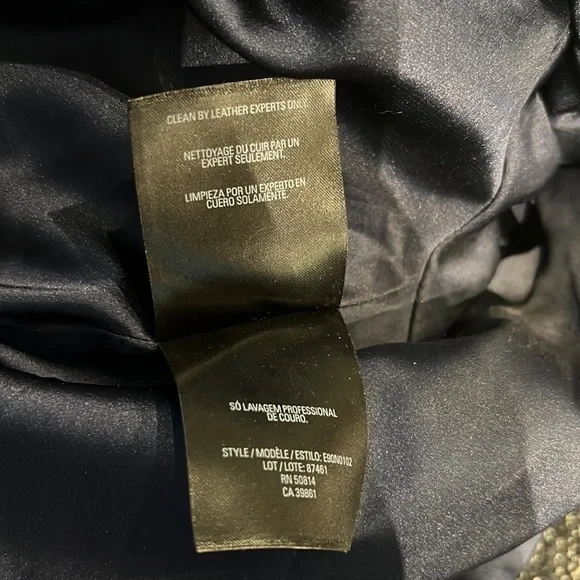 CLEAN BY LEATHER EXPERTS ONLY.
NETTOYAGE DU CUIR PAR UN
EXPERT SEULEMENT.
LIMPIEZA POR UN EXPERTO EN
CUERO SOLAMENTE.
SÓ LAVAGEM PROFESSIONAL
DE COURO.
STYLE / MODÈLE / ESTILO: E90N0102
LOT / LOTE: 87461
RN 50814
CA 39861